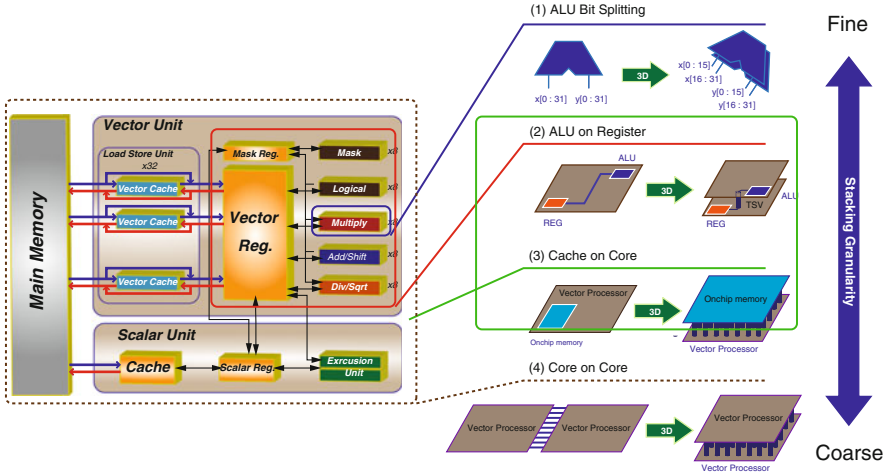 (1) ALU Bit Splitting
Fine
3D
x[0 : 31]
y[0 : 31]
x[0 : 15]
x[16 : 31]
y[0 : 15]
y[16 : 31]
Vector Unit
Load Store Unit
x32
Main Memory
Vector Cache
Vector Cache
Vector Cache
Mask Reg.
Vector
Reg.
Mask
x8
Logical
x8
Multiply
x8
Add/Shift
x8
Div/Sqrt
x8
Scalar Unit
Cache
Scalar Reg.
Exrcusion
Unit
(2) ALU on Register
ALU
REG
3D
ALU
TSV
REG
(3) Cache on Core
Vector Processor
Onchip memory
3D
Onchip memory
Vector Processor
(4) Core on Core
Vector Processor
Vector Processor
3D
Vector Processor
Vector Processor
Stacking Granularity
Coarse